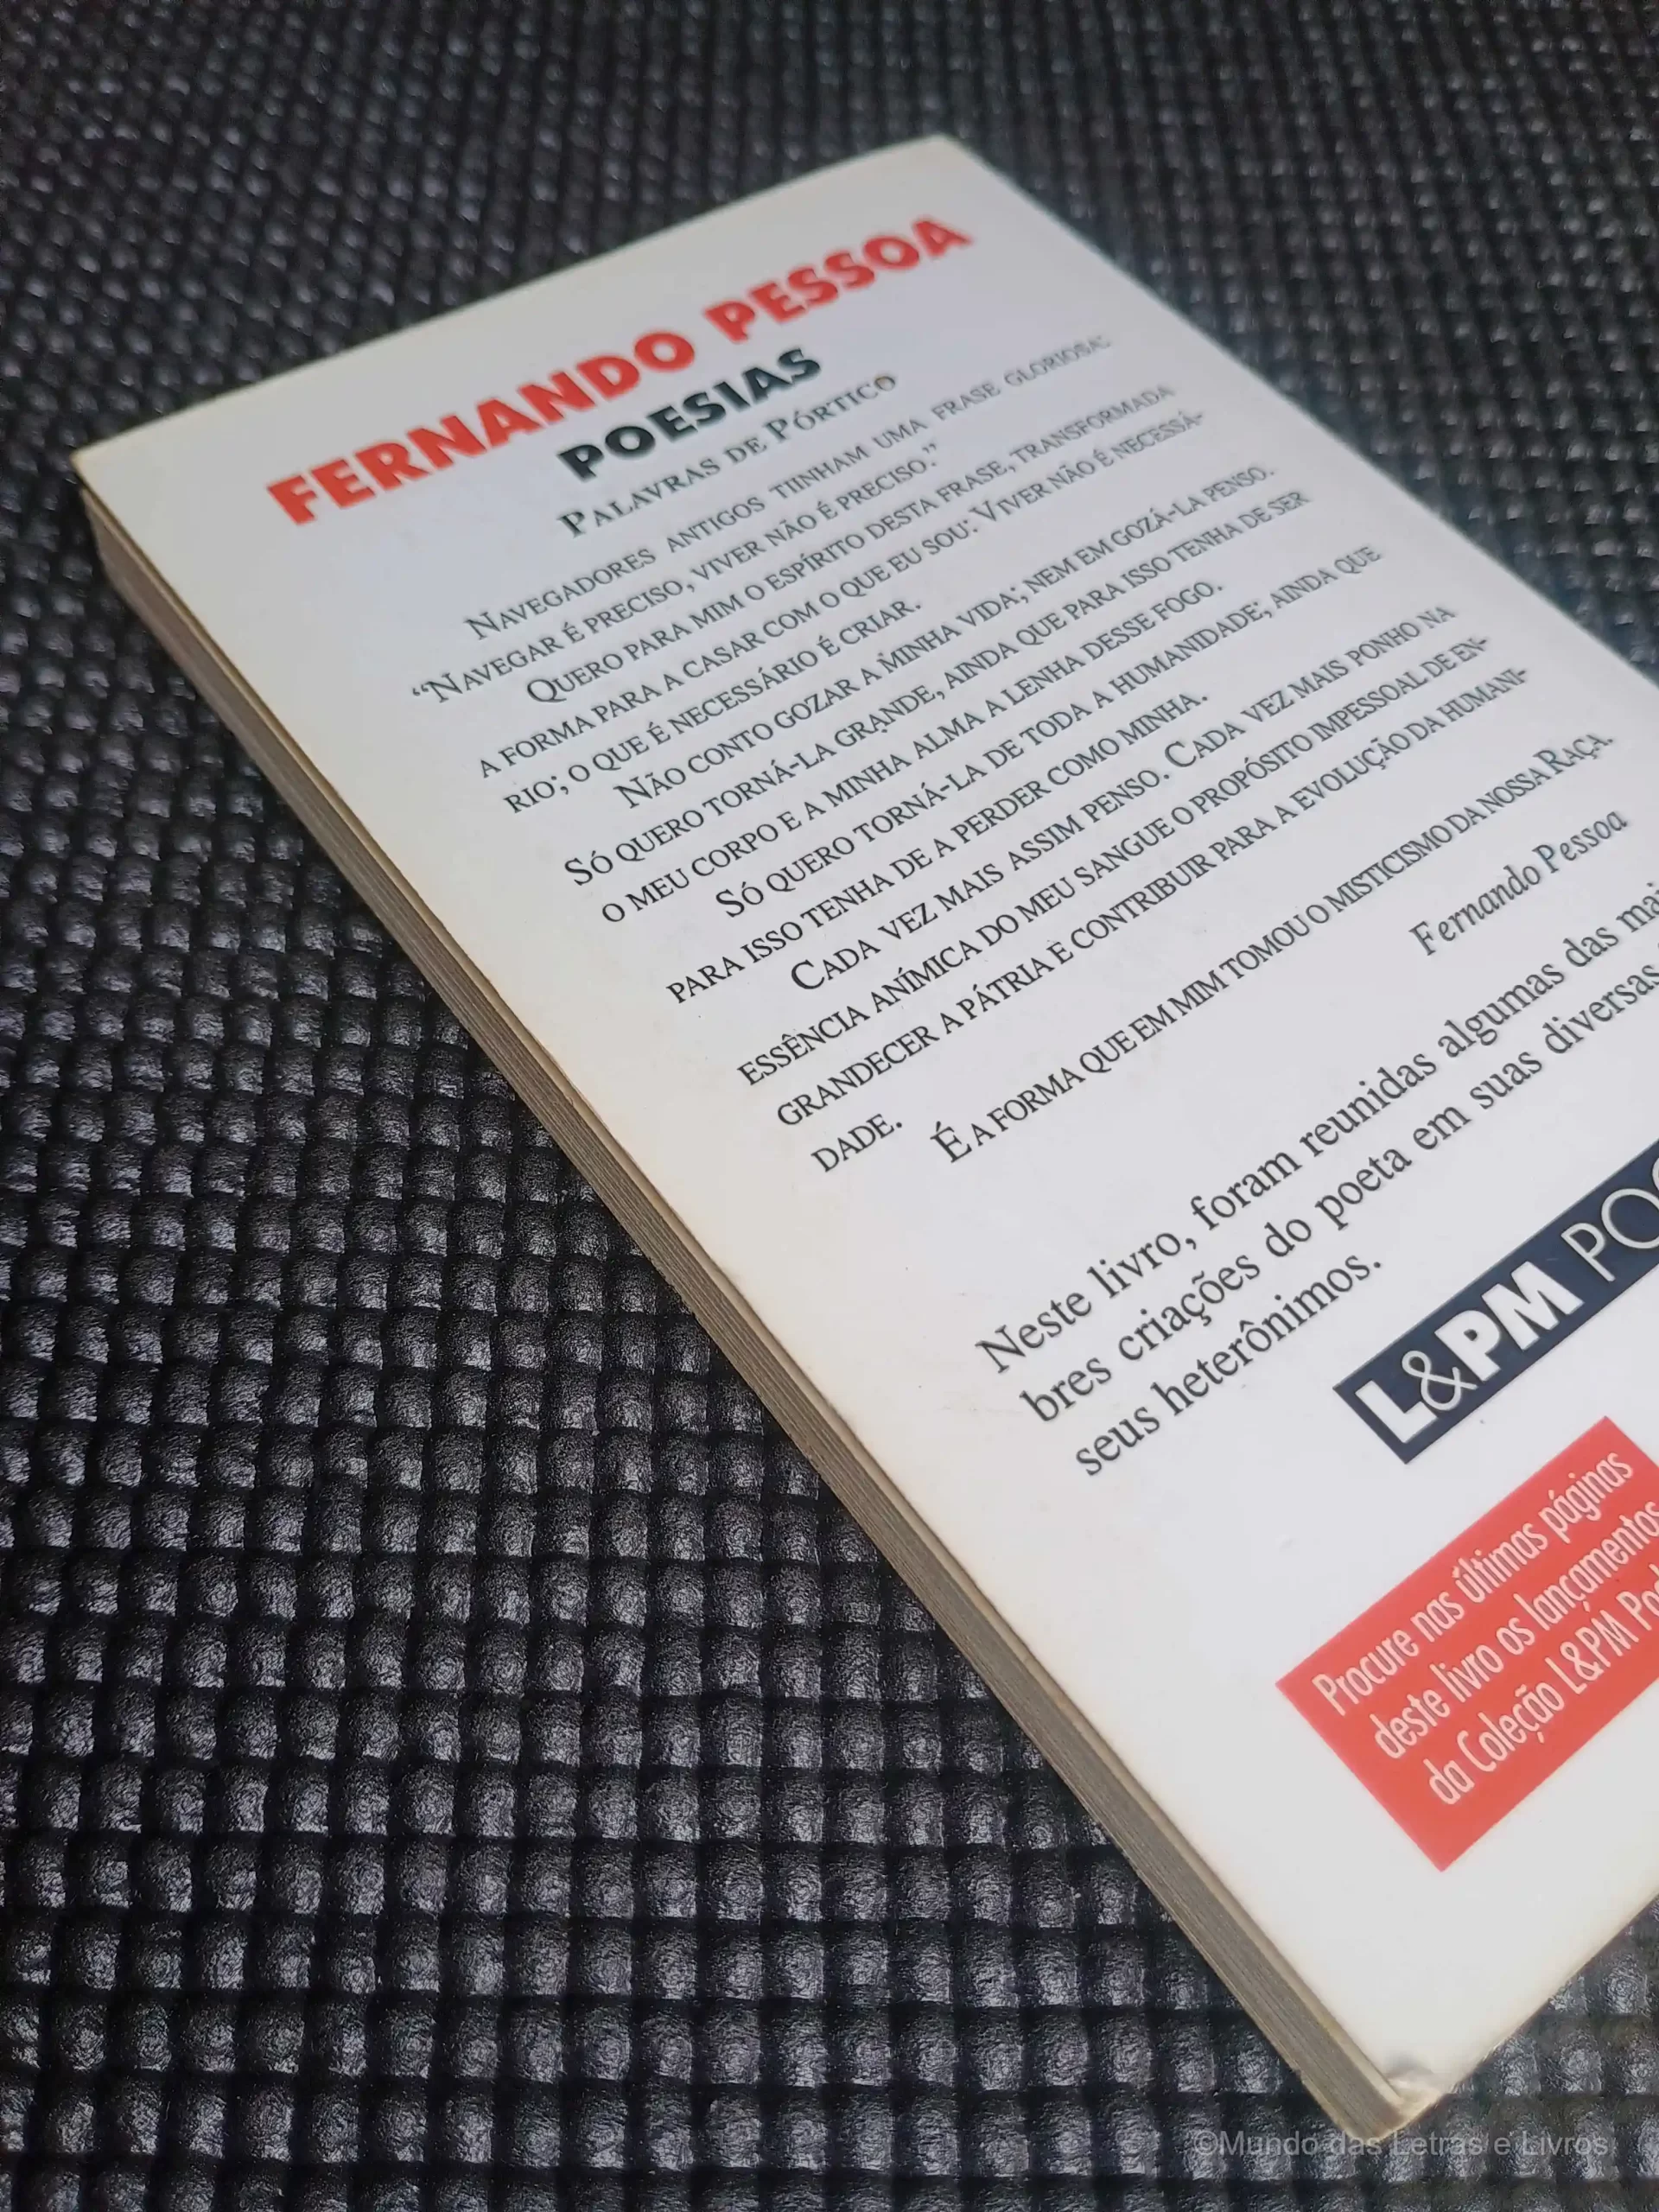 FERNANDO PESSOA
POESIAS
PALAVRAS DE PÓRTICO
NAVEGADORES ANTIGOS TIINHAM UMA FRASE GLORIOSA:
“NAVEGAR É PRECISO, VIVER NÃO É PRECISO.”
QUERO PARA MIM O ESPÍRITO DESTA FRASE, TRANSFORMADA
A FORMA PARA A CASAR COM O QUE EU SOU: VIVER NÃO É NECESSÁ-
RIO; O QUE É NECESSÁRIO É CRIAR.
NÃO CONTO GOZAR A MINHA VIDA; NEM EM GOZÁ-LA PENSO.
SÓ QUERO TORNÁ-LA GRANDE, AINDA QUE PARA ISSO TENHA DE SER
O MEU CORPO E A MINHA ALMA A LENHA DESSE FOGO.
SÓ QUERO TORNÁ-LA DE TODA A HUMANIDADE; AINDA QUE
PARA ISSO TENHA DE A PERDER COMO MINHA.
CADA VEZ MAIS ASSIM PENSO. CADA VEZ MAIS PONHO NA
ESSÊNCIA ANÍMICA DO MEU SANGUE O PROPÓSITO IMPESSOAL DE EN-
GRANDECER A PÁTRIA E CONTRIBUIR PARA A EVOLUÇÃO DA HUMANI-
DADE.
É A FORMA QUE EM MIM TOMOU O MISTICISMO DA NOSSA RAÇA.
Fernando Pessoa
Neste livro, foram reunidas algumas das
bres criações do poeta em suas diversas
seus heterônimos.
L&PM
Procure nas últimas páginas
deste livro os lançamentos
da Coleção L&PM
©Mundo das Letras e Livros